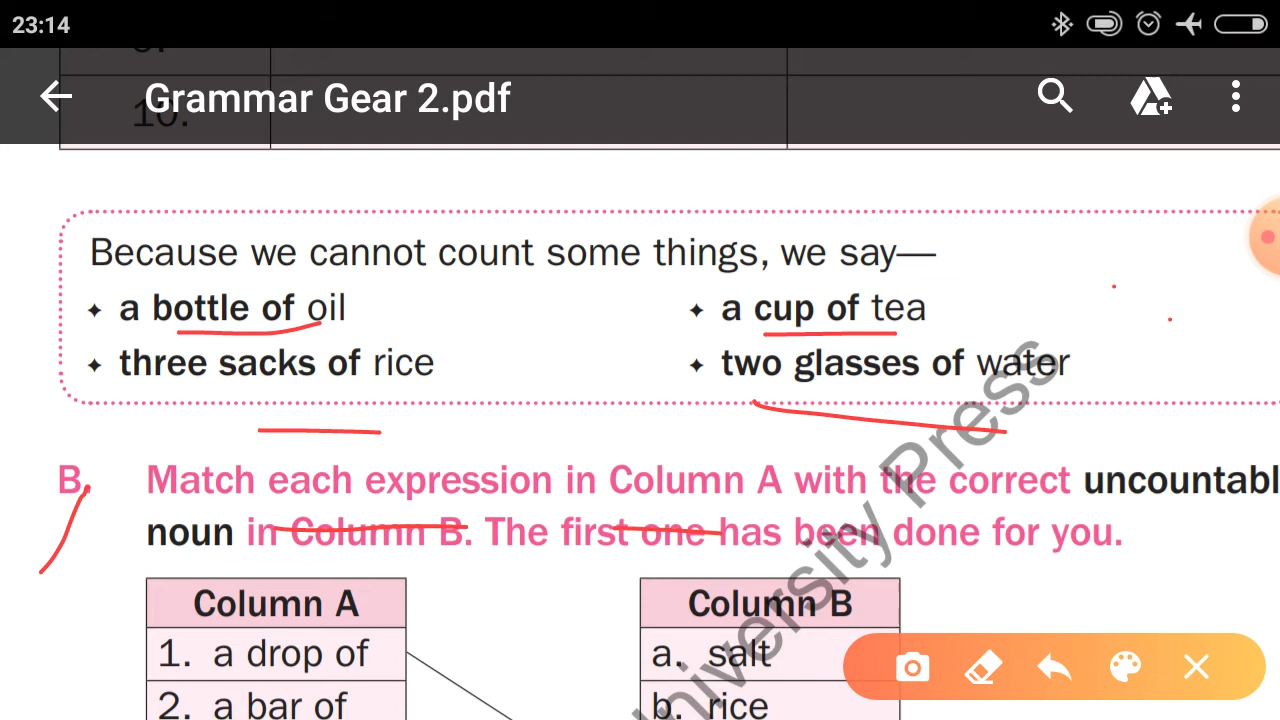 23:14
10.
Grammar Gear 2.pdf
Because we cannot count some things, we say—
a bottle of oil
a cup of tea
three sacks of rice
two glasses of water
B. Match each expression in Column A with the correct uncountabl
noun in Column B. The first one has been done for you.
Column A
Column B
1. a drop of
a. salt
2. a bar of
b. rice
Press